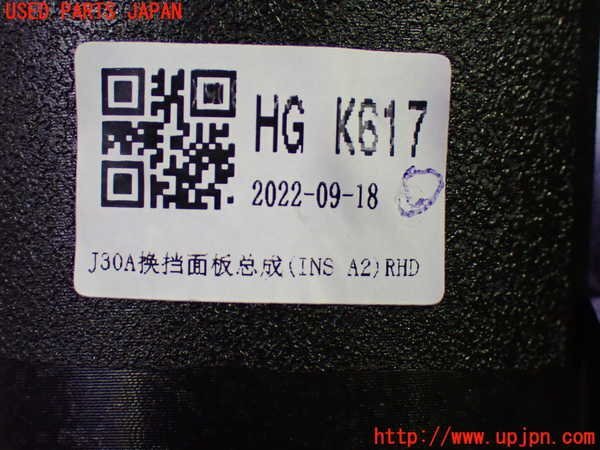 USED PARTS JAPAN
HG K617
2022-09-18
J30A换挡面板总成(INS A2)RHD
http://www.upjpn.com/